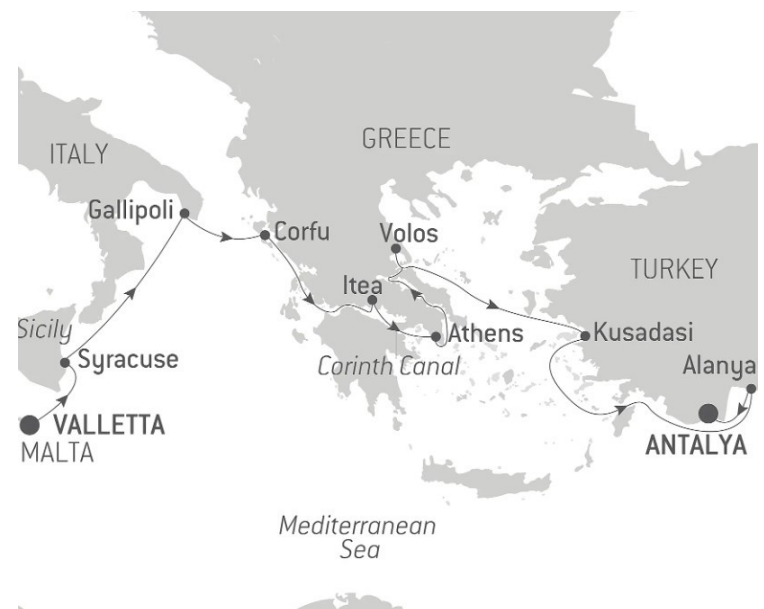 GREECE
ITALY
Gallipoli
Corfu
Volos
TURKEY
Itea
Sicily
Syracuse
Athens
Kusadasi
Corinth Canal
Alanya
VALLETTA
MALTA
ANTALYA
Mediterranean
Sea